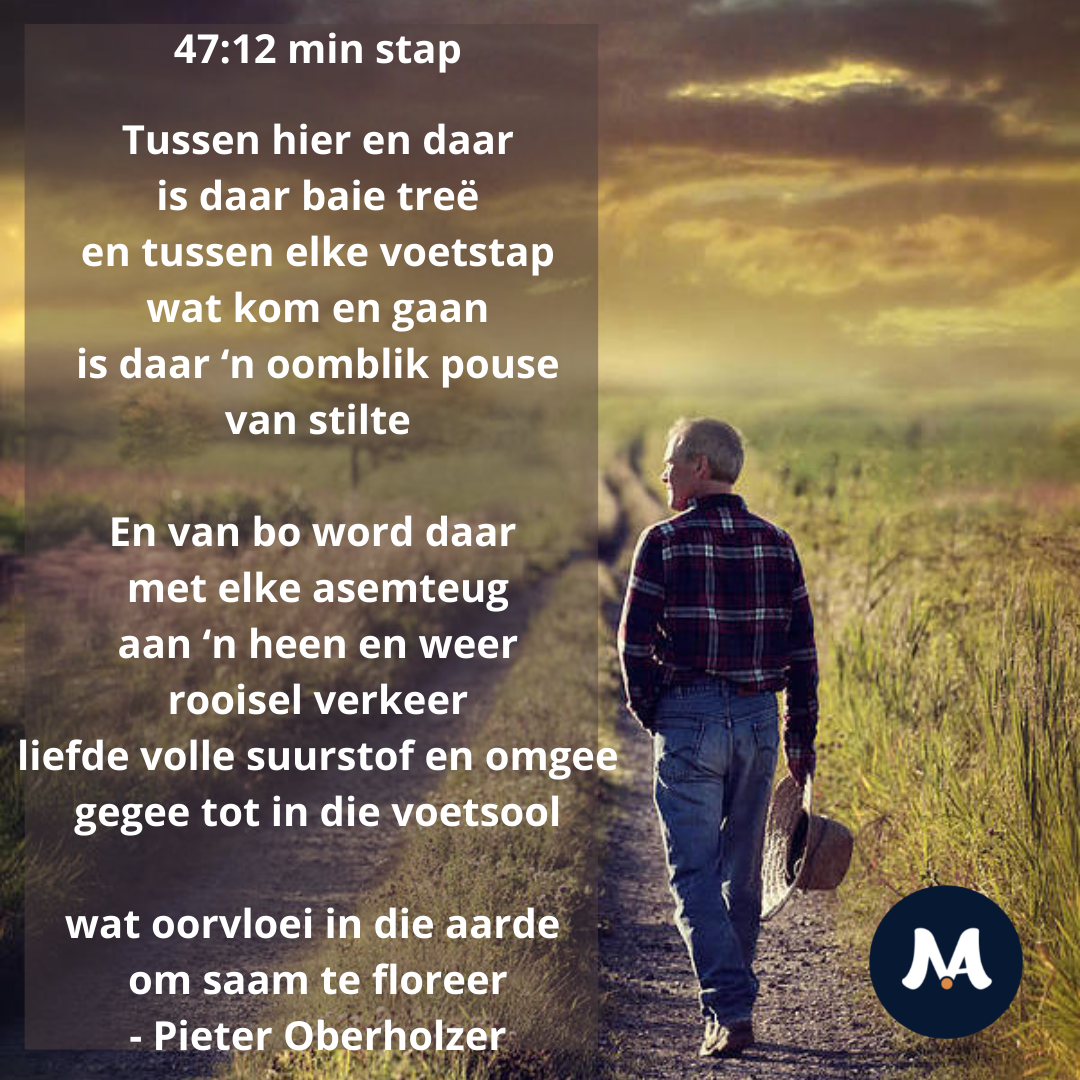 47:12 min stap
Tussen hier en daar
is daar baie treë
en tussen elke voetstap
wat kom en gaan
is daar ‘n oomblik pouse
van stilte
En van bo word daar
met elke asemteug
aan ‘n heen en weer
rooisel verkeer
liefde volle suurstof en omgee
gegee tot in die voetsool
wat oorvloei in die aarde
om saam te floreer
- Pieter Oberholzer
MA